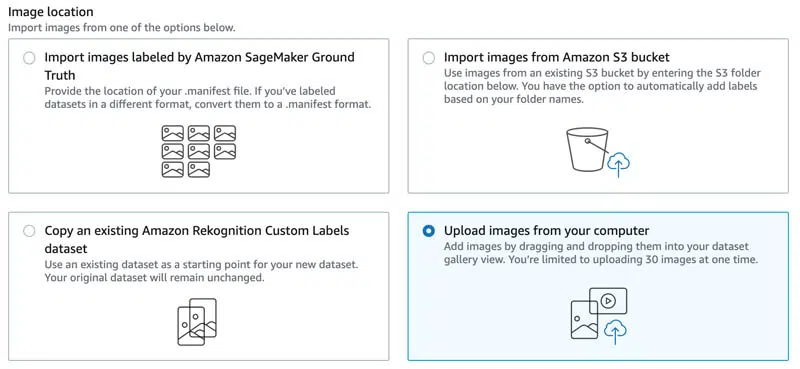 Image location
Import images from one of the options below.
Import images labeled by Amazon SageMaker Ground
Truth
Provide the location of your .manifest file. If you've labeled
datasets in a different format, convert them to a .manifest format.
Import images from Amazon S3 bucket
Use images from an existing S3 bucket by entering the S3 folder
location below. You have the option to automatically add labels
based on your folder names.
Copy an existing Amazon Rekognition Custom Labels
dataset
Use an existing dataset as a starting point for your new dataset.
Your original dataset will remain unchanged.
Upload images from your computer
Add images by dragging and dropping them into your dataset
gallery view. You're limited to uploading 30 images at one time.